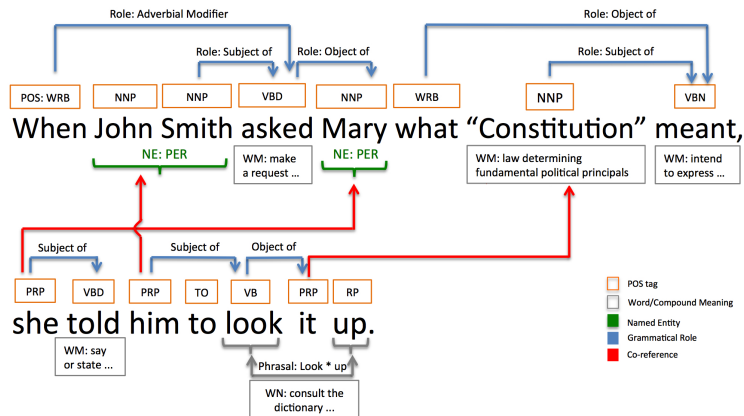 Role: Adverbial Modifier
Role: Object of
Role: Subject of
Role: Object of
Role: Subject of
POS: WRB
NNP
NNP
VBD
NNP
WRB
NNP
VBN
When John Smith asked Mary what “Constitution” meant,
NE: PER
WM: make
a request ...
NE: PER
WM: law determining
fundamental political principals
WM: intend
to express ...
Subject of
Subject of
Object of
PRP
VBD
PRP
TO
VB
PRP
RP
she told him to look it up.
WM: say
or state ...
Phrasal: Look * up
WN: consult the
dictionary ...
POS tag
Word/Compound Meaning
Named Entity
Grammatical Role
Co-reference